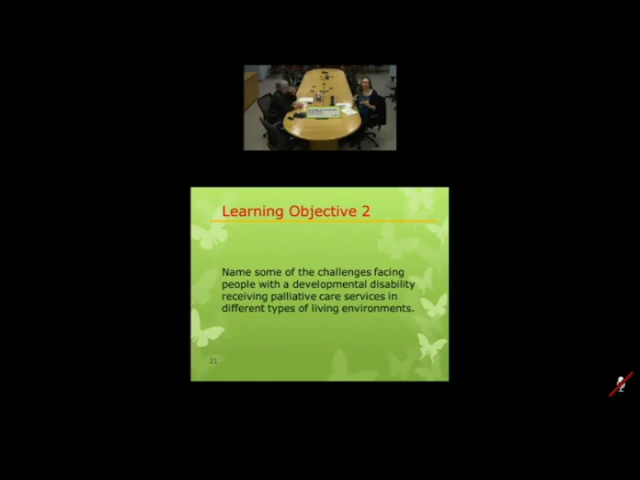 Learning Objective 2
Name some of the challenges facing
people with a developmental disability
receiving palliative care services in
different types of living environments.
21